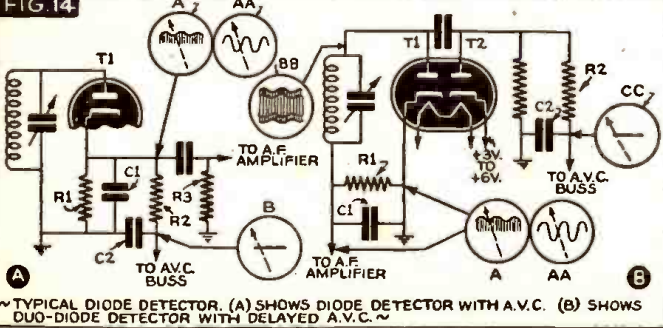 FIG.14
A
AA
T1
R1
C1
R2
R3
C2
TO A.F.
AMPLIFIER
B
TO A.V.C.
BUSS
A
BB
T1
T2
R2
C2
CC
+3V.
TO
+6V.
TO A.V.C.
BUSS
R1
C1
TO A.F.
AMPLIFIER
A
AA
B
~TYPICAL DIODE DETECTOR. (A) SHOWS DIODE DETECTOR WITH A.V.C. (B) SHOWS
DUO-DIODE DETECTOR WITH DELAYED A.V.C.~